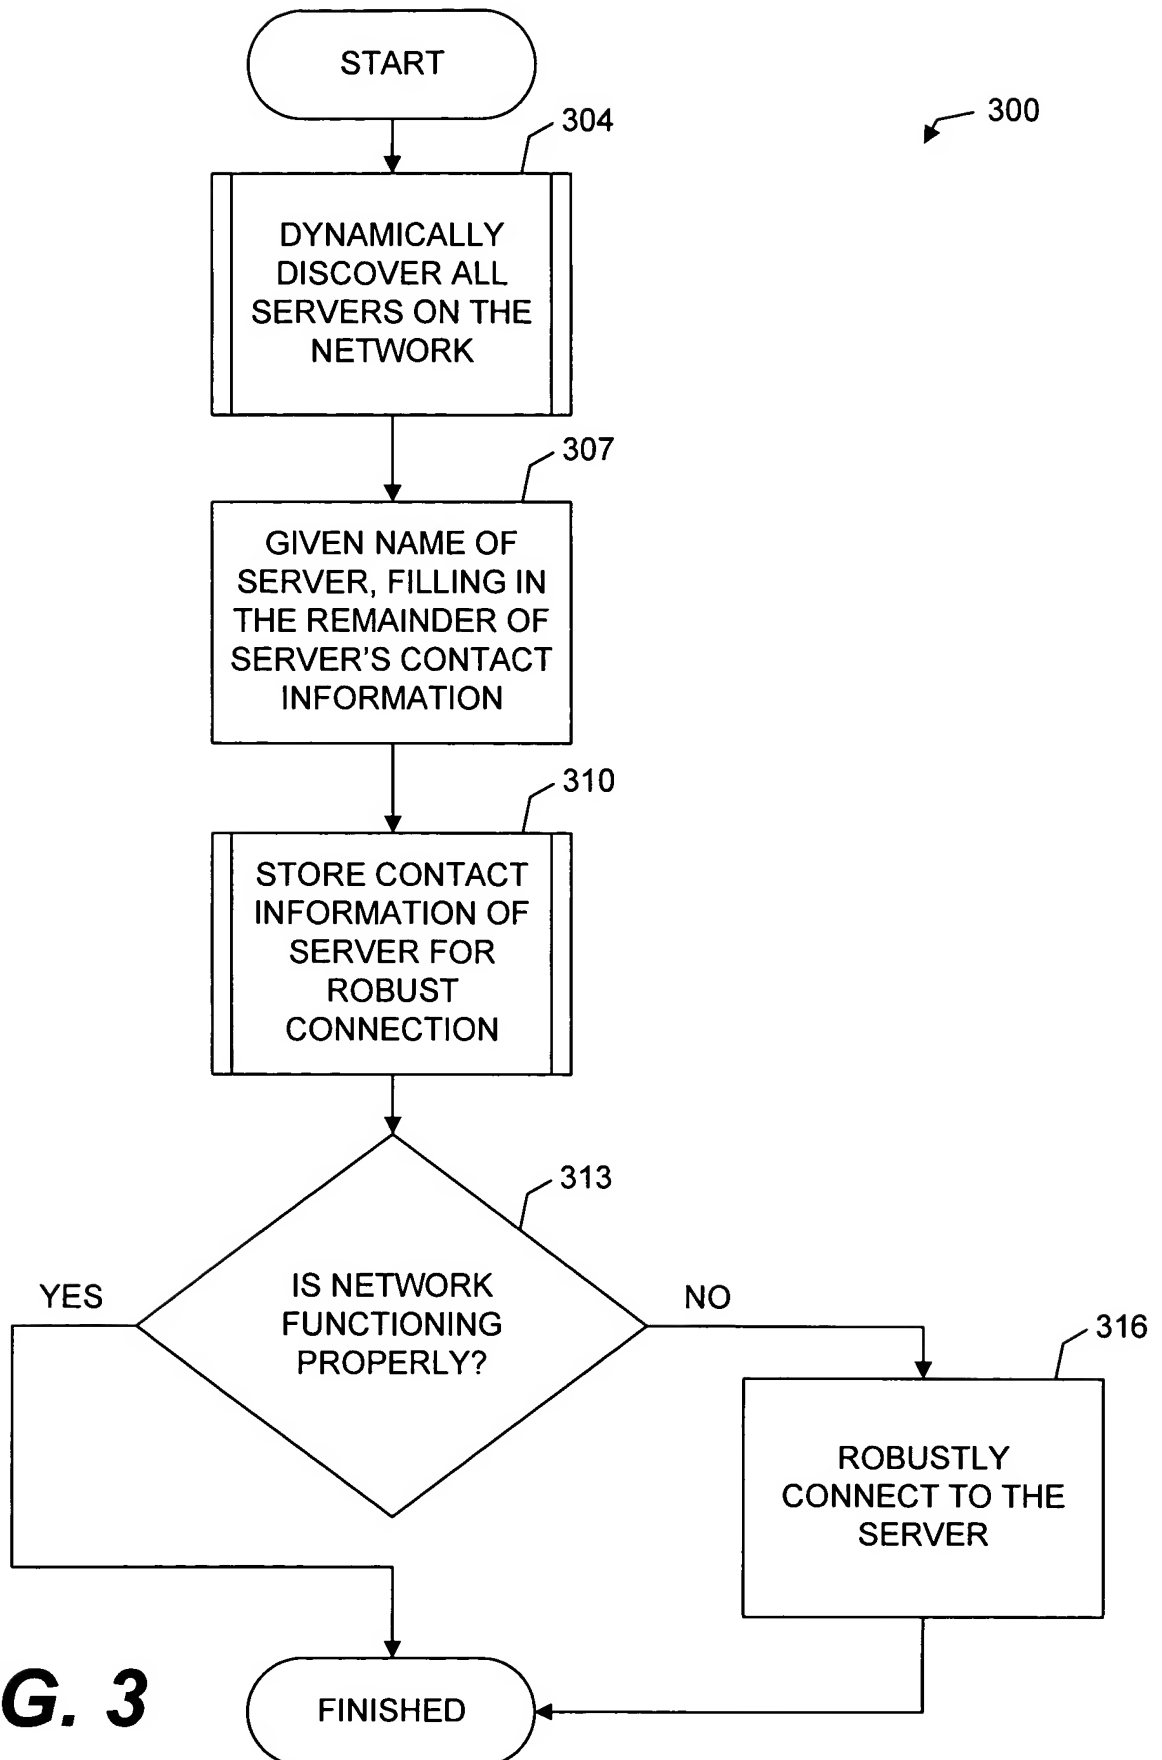 START
304
300
DYNAMICALLY
DISCOVER ALL
SERVERS ON THE
NETWORK
307
GIVEN NAME OF
SERVER, FILLING IN
THE REMAINDER OF
SERVER'S CONTACT
INFORMATION
310
STORE CONTACT
INFORMATION OF
SERVER FOR
ROBUST
CONNECTION
313
IS NETWORK
FUNCTIONING
PROPERLY?
YES
NO
316
ROBUSTLY
CONNECT TO THE
SERVER
G. 3
FINISHED